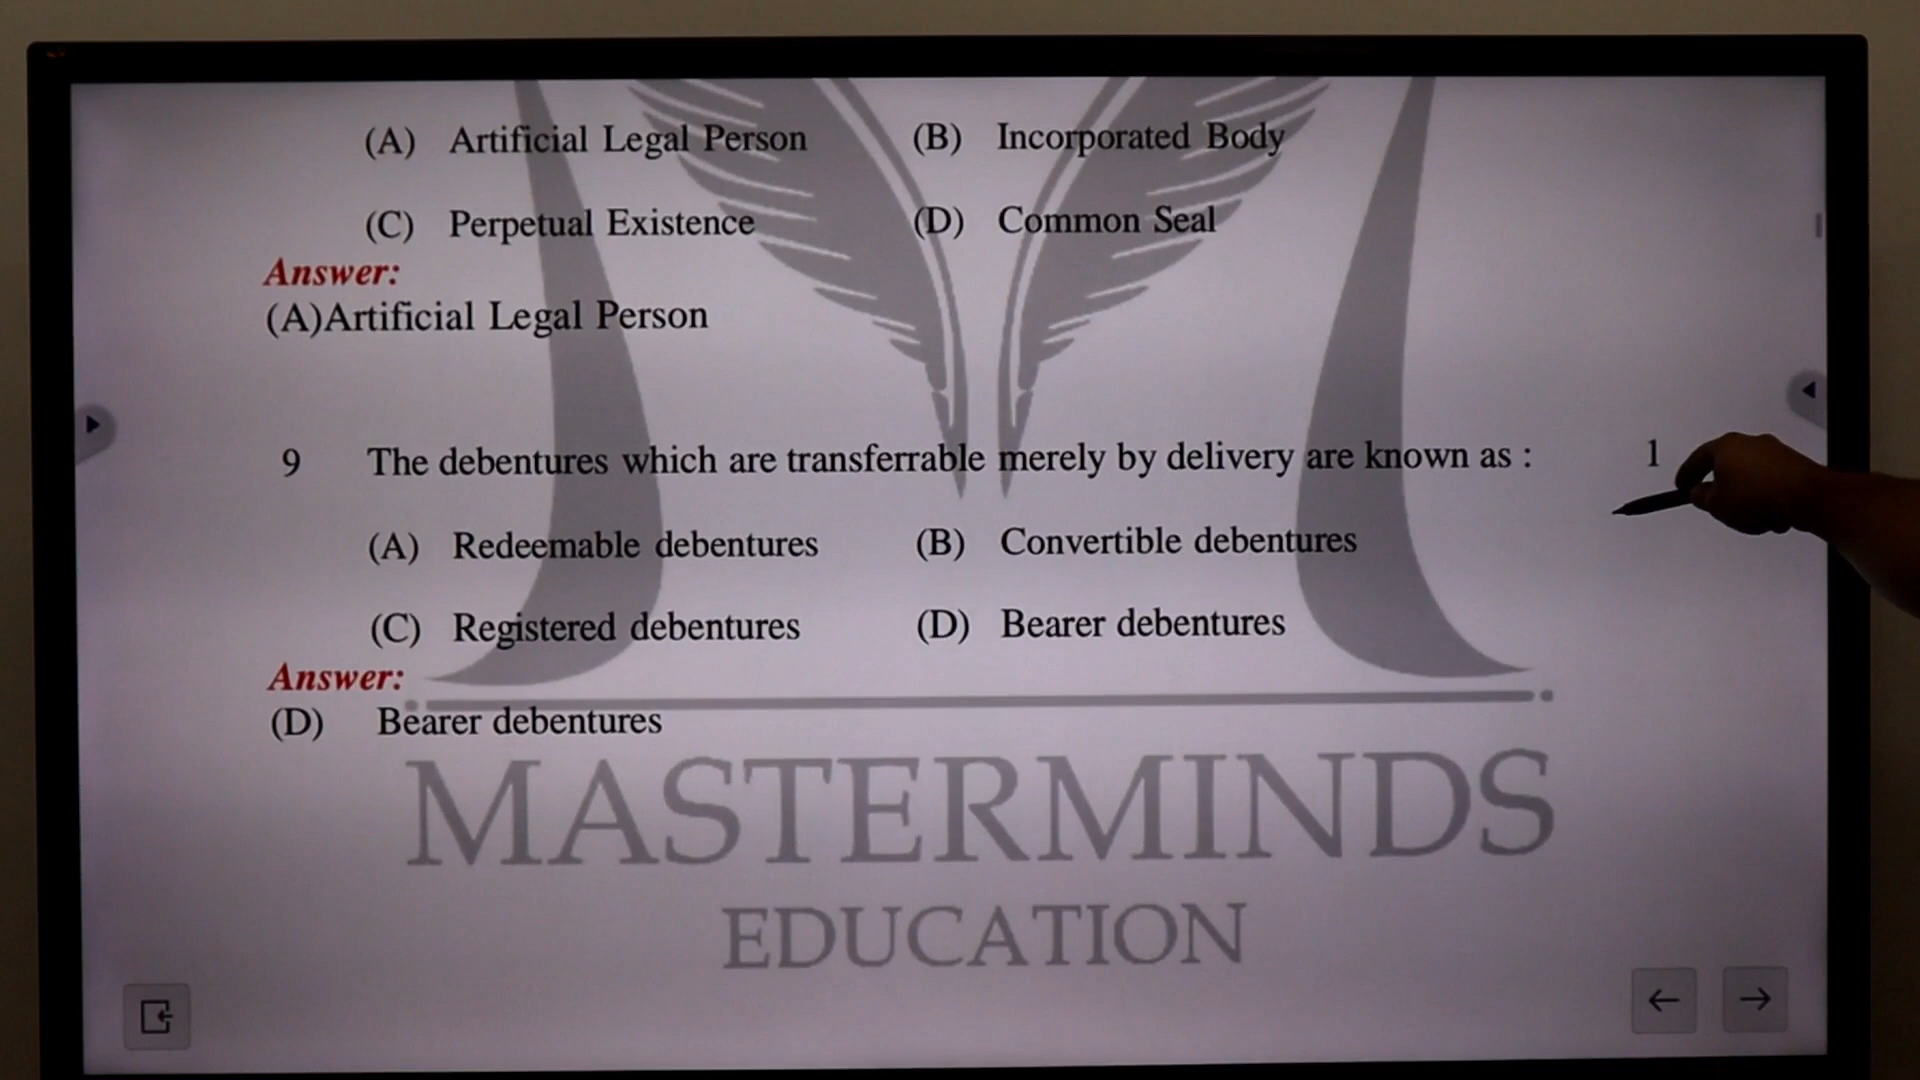 (A) Artificial Legal Person (B) Incorporated Body
(C) Perpetual Existence (D) Common Seal
Answer:
(A)Artificial Legal Person
9 The debentures which are transferrable merely by delivery are known as : 1
(A) Redeemable debentures (B) Convertible debentures
(C) Registered debentures (D) Bearer debentures
Answer:
(D) Bearer debentures
MASTERMINDS
EDUCATION